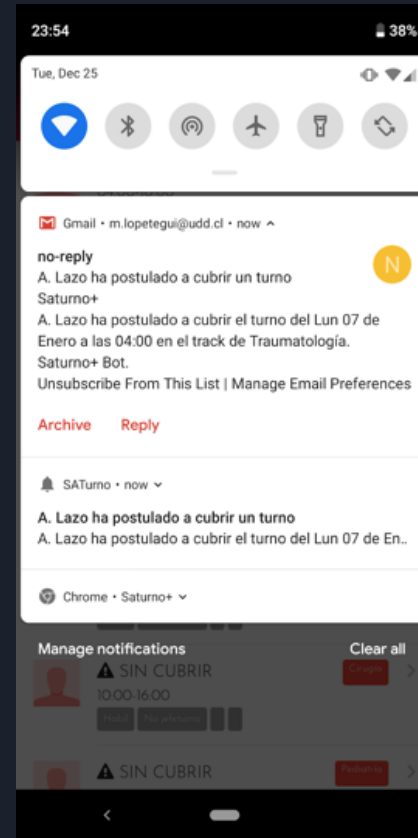 23:54
38%
Tue, Dec 25
Gmail • m.lopetegui@udd.cl • now
no-reply
N
A. Lazo ha postulado a cubrir un turno
Saturno+
A. Lazo ha postulado a cubrir el turno del Lun 07 de
Enero a las 04:00 en el track de Traumatología.
Saturno+ Bot.
Unsubscribe From This List | Manage Email Preferences
Archive Reply
SATurno • now
A. Lazo ha postulado a cubrir un turno
A. Lazo ha postulado a cubrir el turno del Lun 07 de En..
Chrome • Saturno+
Manage notifications Clear all
SIN CUBRIR Cirugía
10:00-16:00
Habil
SIN CUBRIR Pediatría